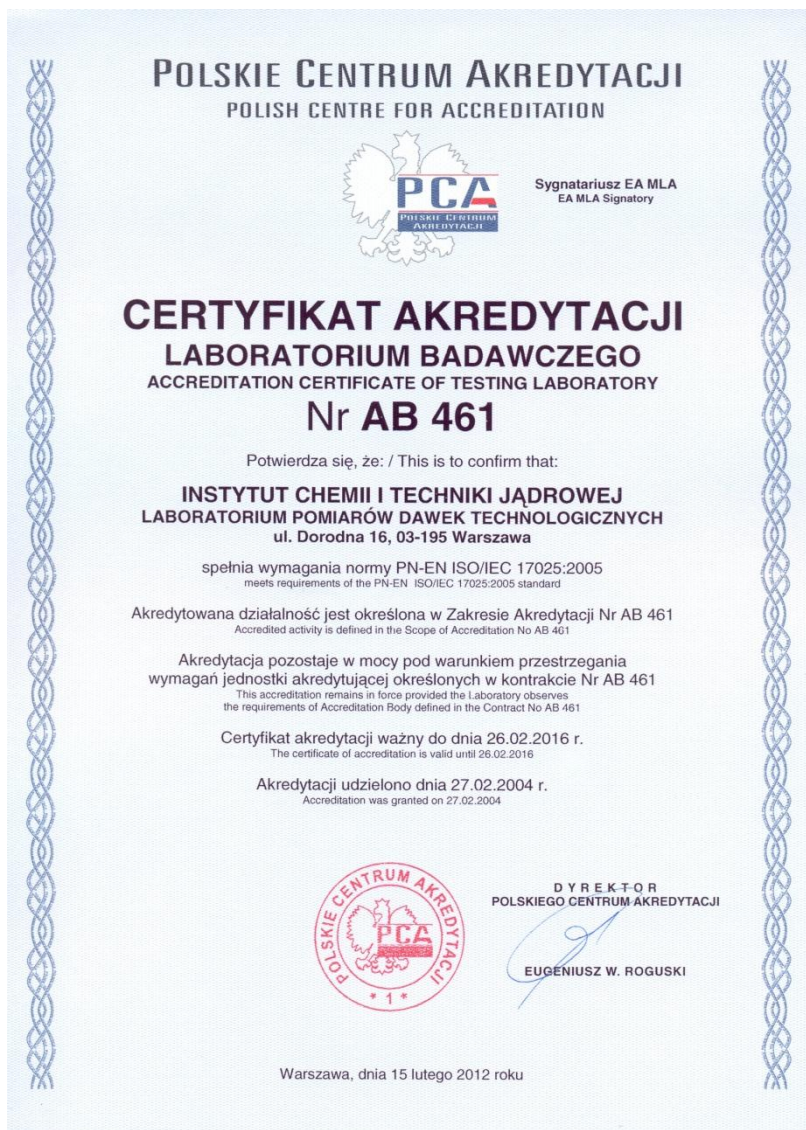 POLSKIE CENTRUM AKREDYTACJI
POLISH CENTRE FOR ACCREDITATION
PCA
POLSKIE CENTRUM
AKREDYTACJI
Sygnatariusz EA MLA
EA MLA Signatory
CERTYFIKAT AKREDYTACJI
LABORATORIUM BADAWCZEGO
ACCREDITATION CERTIFICATE OF TESTING LABORATORY
Nr AB 461
Potwierdza się, że: / This is to confirm that:
INSTYTUT CHEMII I TECHNIKI JĄDROWEJ
LABORATORIUM POMIARÓW DAWEK TECHNOLOGICZNYCH
ul. Dorodna 16, 03-195 Warszawa
spełnia wymagania normy PN-EN ISO/IEC 17025:2005
meets requirements of the PN-EN ISO/IEC 17025:2005 standard
Akredytowana działalność jest określona w Zakresie Akredytacji Nr AB 461
Accredited activity is defined in the Scope of Accreditation No AB 461
Akredytacja pozostaje w mocy pod warunkiem przestrzegania
wymagań jednostki akredytującej określonych w kontrakcie Nr AB 461
This accreditation remains in force provided the Laboratory observes
the requirements of Accreditation Body defined in the Contract No AB 461
Certyfikat akredytacji ważny do dnia 26.02.2016 r.
The certificate of accreditation is valid until 26.02.2016
Akredytacji udzielono dnia 27.02.2004 r.
Accreditation was granted on 27.02.2004
POLSKIE CENTRUM AKREDYTACJI
PCA
* 1 *
DYREKTOR
POLSKIEGO CENTRUM AKREDYTACJI
EUGENIUSZ W. ROGUSKI
Warszawa, dnia 15 lutego 2012 roku